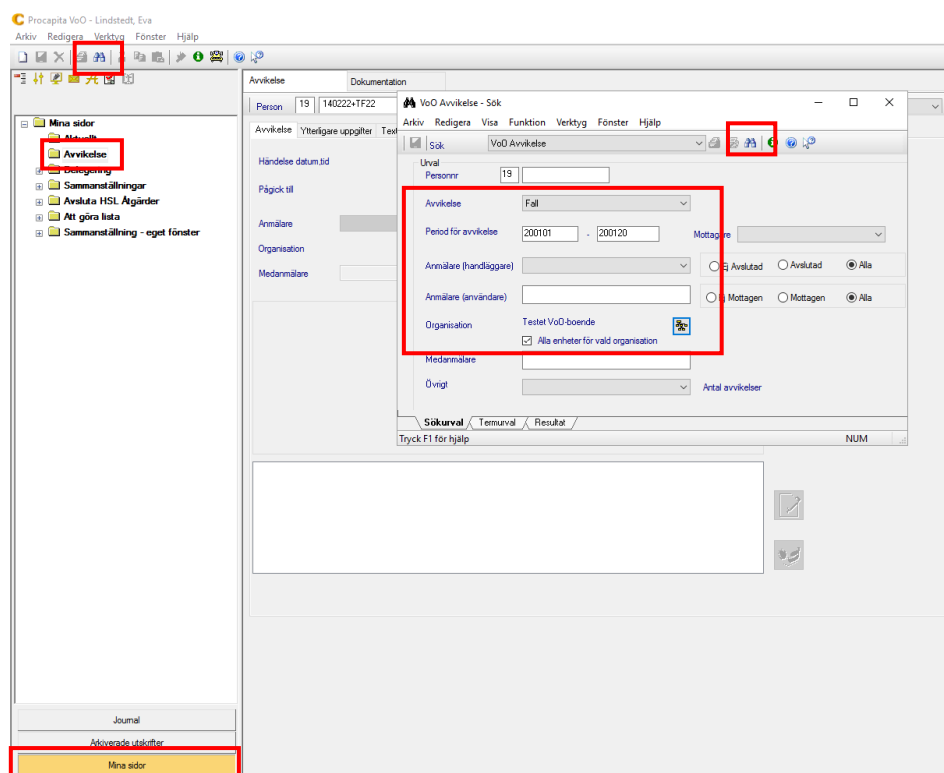 Procapita VoO - Lindstedt, Eva
Arkiv Redigera Verktyg Fönster Hjälp
Mina sidor
Aktuellt
Avvikelse
Delegering
Sammanställningar
Avsluta HSL Åtgärder
Att göra lista
Sammanställning - eget fönster
Journal
Arkiverade utskrifter
Mina sidor
Avvikelse Dokumentation
Person 19 140222+TF22
Avvikelse Ytterligare uppgifter Text
Händelse datum,tid
Pågick till
Anmälare
Organisation
Medanmälare
VoO Avvikelse - Sök
Arkiv Redigera Visa Funktion Verktyg Fönster Hjälp
Sök VoO Avvikelse
Urval
Personnr 19
Avvikelse Fall
Period för avvikelse 200101 - 200120 Mottagare
Anmälare (handläggare) Ej Avslutad Avslutad Alla
Anmälare (användare) Ej Mottagen Mottagen Alla
Organisation Testet VoO-boende
Alla enheter för vald organisation
Medanmälare
Övrigt Antal avvikelser
Sökurval Termurval Resultat
Tryck F1 för hjälp NUM